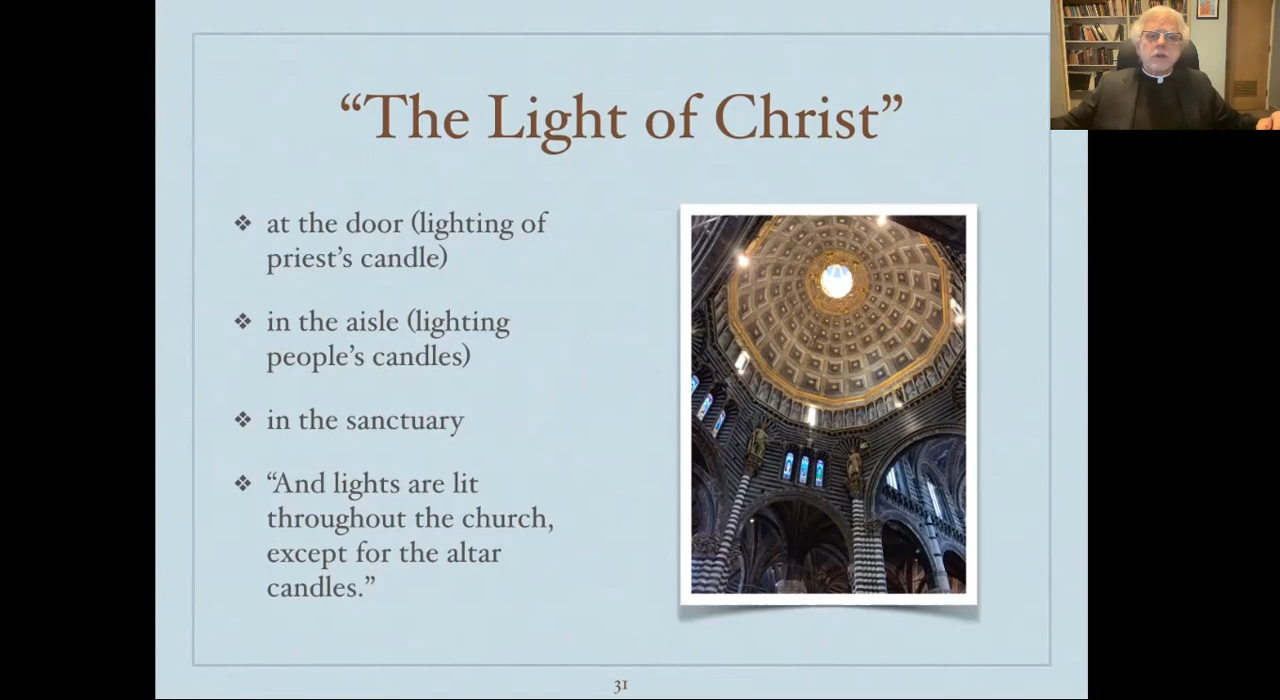 “The Light of Christ”
❖ at the door (lighting of
priest’s candle)
❖ in the aisle (lighting
people’s candles)
❖ in the sanctuary
❖ “And lights are lit
throughout the church,
except for the altar
candles.”
31